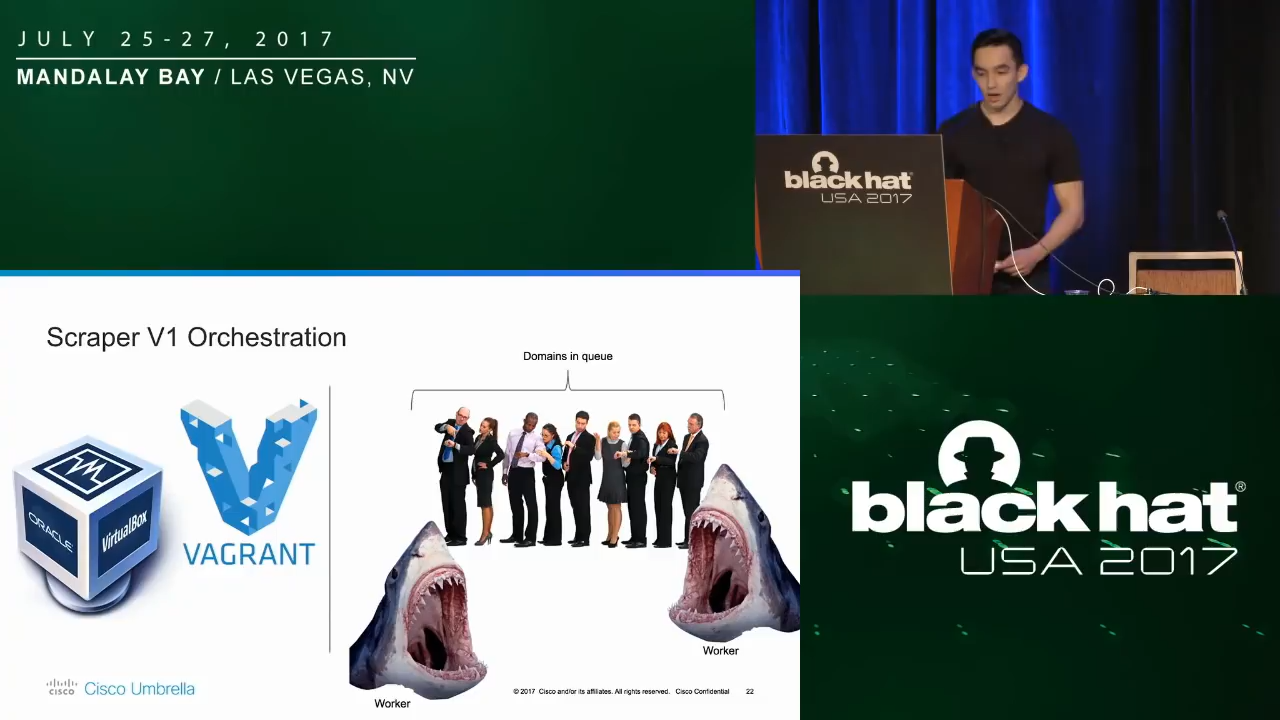 JULY 25-27, 2017
MANDALAY BAY / LAS VEGAS, NV
black hat
USA 2017
Scraper V1 Orchestration
Domains in queue
ORACLE
VirtualBox
VAGRANT
Worker
Worker
cisco Cisco Umbrella
© 2017 Cisco and/or its affiliates. All rights reserved. Cisco Confidential 22
black hat®
USA 2017